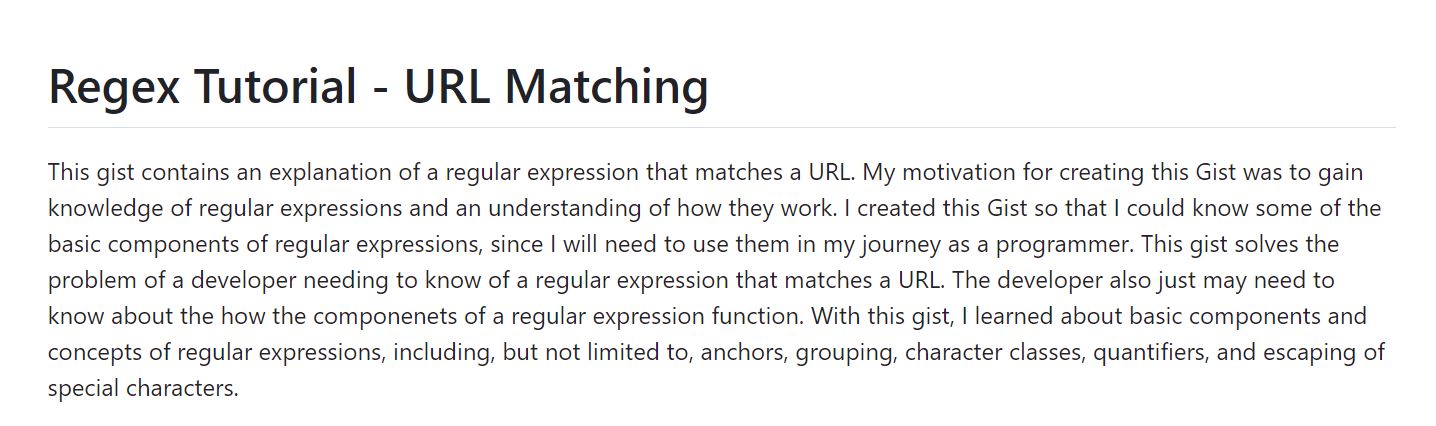 Regex Tutorial - URL Matching
This gist contains an explanation of a regular expression that matches a URL. My motivation for creating this Gist was to gain
knowledge of regular expressions and an understanding of how they work. I created this Gist so that I could know some of the
basic components of regular expressions, since I will need to use them in my journey as a programmer. This gist solves the
problem of a developer needing to know of a regular expression that matches a URL. The developer also just may need to
know about the how the componenets of a regular expression function. With this gist, I learned about basic components and
concepts of regular expressions, including, but not limited to, anchors, grouping, character classes, quantifiers, and escaping of
special characters.